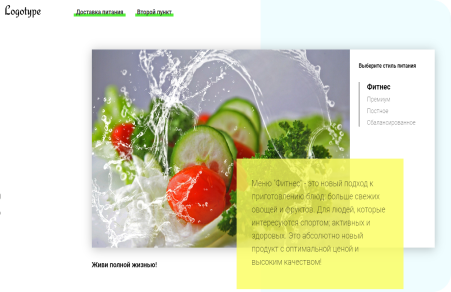 Logotype
Доставка питания Второй пункт
Выберите стиль питания
Фитнес
Премиум
Постное
Сбалансированное
Меню "Фитнес" - это новый подход к
приготовлению блюд: больше свежих
овощей и фруктов. Для людей, которые
интересуются спортом, активных и
здоровых. Это абсолютно новый
продукт с оптимальной ценой и
высоким качеством!
Живи полной жизнью!